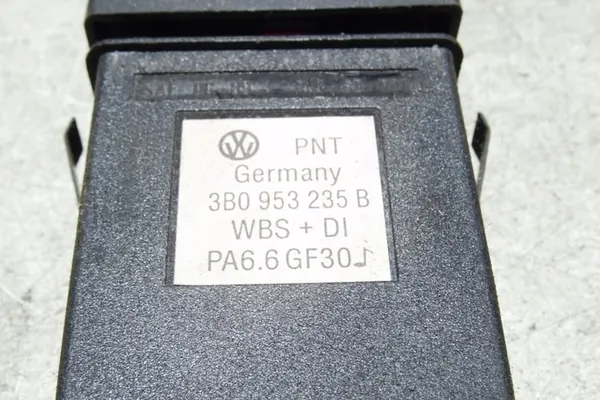 PNT
Germany
3B0 953 235 B
WBS + DI
PA6.6 GF30